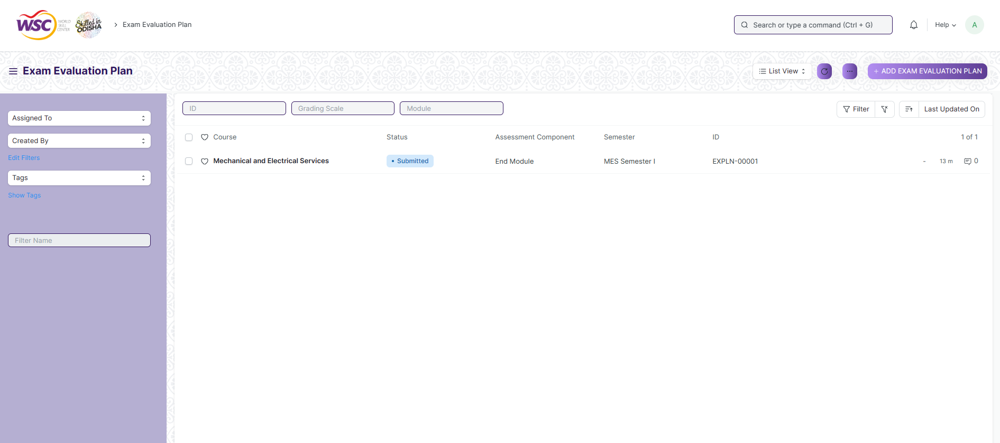 WSC WORLD SKILL CENTER
Skilled in ODISHA
Exam Evaluation Plan
Search or type a command (Ctrl + G)
Help
A
Exam Evaluation Plan
List View
+ ADD EXAM EVALUATION PLAN
Assigned To
Created By
Edit Filters
Tags
Show Tags
Filter Name
ID
Grading Scale
Module
Filter
Last Updated On
Course Status Assessment Component Semester ID 1 of 1
Mechanical and Electrical Services • Submitted End Module MES Semester I EXPLN-00001 - 13 m 0